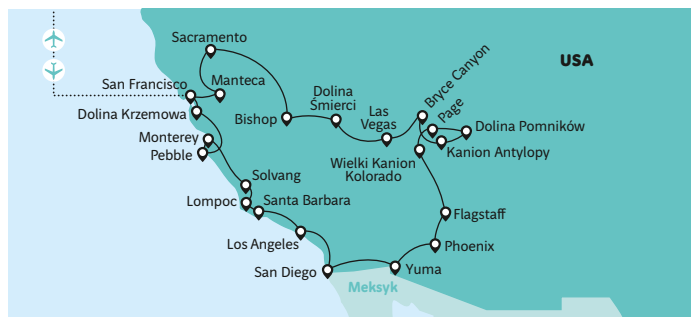 Sacramento
USA
Bryce Canyon
San Francisco
Manteca
Dolina
Śmierci
Las
Vegas
Page
Dolina Krzemowa
Bishop
Dolina Pomników
Monterey
Pebble
Wielki Kanion
Kolorado
Kanion Antylopy
Solvang
Lompoc
Santa Barbara
Flagstaff
Los Angeles
Phoenix
San Diego
Yuma
Meksyk